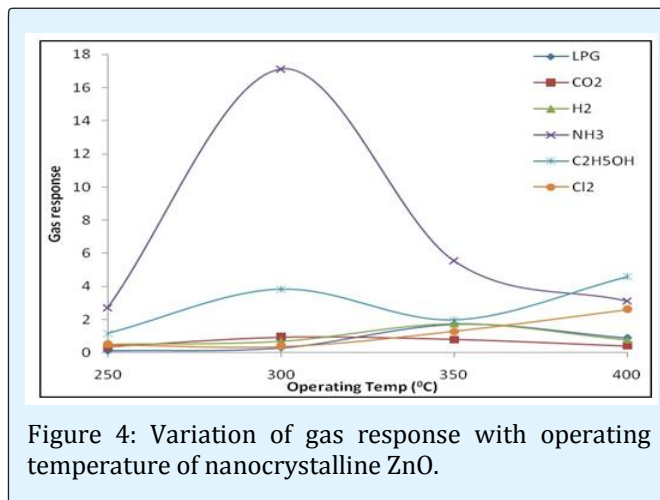 18
16
14
12
10
8
6
4
2
0
Gas response
250
300
350
400
Operating Temp (⁰C)
LPG
CO2
H2
NH3
C2H5OH
Cl2
Figure 4: Variation of gas response with operating
temperature of nanocrystalline ZnO.